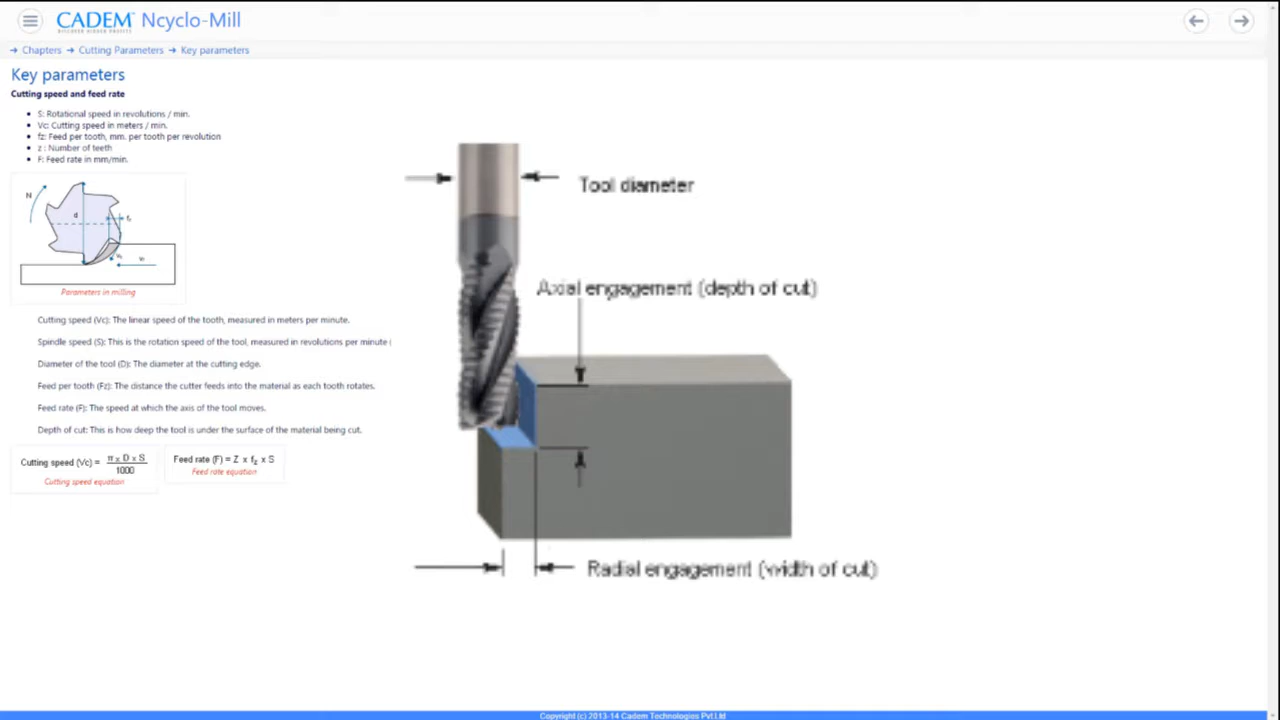 CADEM Ncyclo-Mill
DISCOVER HIDDEN PROFITS
→ Chapters → Cutting Parameters → Key parameters
Key parameters
Cutting speed and feed rate
• S: Rotational speed in revolutions / min.
• Vc: Cutting speed in meters / min.
• fz: Feed per tooth, mm. per tooth per revolution
• z : Number of teeth
• F: Feed rate in mm/min.
N
d
Parameters in milling
Cutting speed (Vc): The linear speed of the tooth, measured in meters per minute.
Spindle speed (S): This is the rotation speed of the tool, measured in revolutions per minute (
Diameter of the tool (D): The diameter at the cutting edge.
Feed per tooth (Fz): The distance the cutter feeds into the material as each tooth rotates.
Feed rate (F): The speed at which the axis of the tool moves.
Depth of cut: This is how deep the tool is under the surface of the material being cut.
Cutting speed (Vc) = π x D x S / 1000
Cutting speed equation
Feed rate (F) = Z x fz x S
Feed rate equation
Tool diameter
Axial engagement (depth of cut)
Radial engagement (width of cut)
Copyright (c) 2013-14 Cadem Technologies Pvt.Ltd